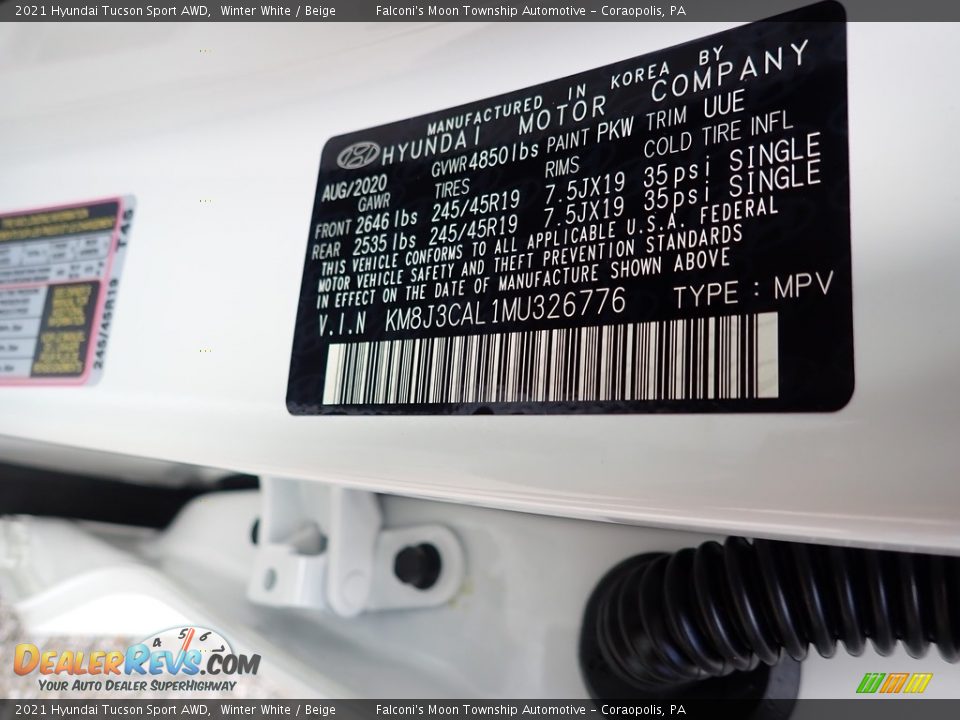 2021 Hyundai Tucson Sport AWD, Winter White / Beige Falconi's Moon Township Automotive - Coraopolis, PA
MANUFACTURED IN KOREA BY
HYUNDAI MOTOR COMPANY
AUG/2020 GVWR 4850 lbs PAINT PKW TRIM UUE
GAWR TIRES RIMS COLD TIRE INFL
FRONT 2646 lbs 245/45R19 7.5JX19 35psi SINGLE
REAR 2535 lbs 245/45R19 7.5JX19 35psi SINGLE
THIS VEHICLE CONFORMS TO ALL APPLICABLE U.S.A. FEDERAL
MOTOR VEHICLE SAFETY AND THEFT PREVENTION STANDARDS
IN EFFECT ON THE DATE OF MANUFACTURE SHOWN ABOVE
V.I.N KM8J3CAL1MU326776 TYPE : MPV
245/45R19
4 5 6
DEALERREVS.COM
YOUR AUTO DEALER SUPERHIGHWAY
2021 Hyundai Tucson Sport AWD, Winter White / Beige Falconi's Moon Township Automotive - Coraopolis, PA